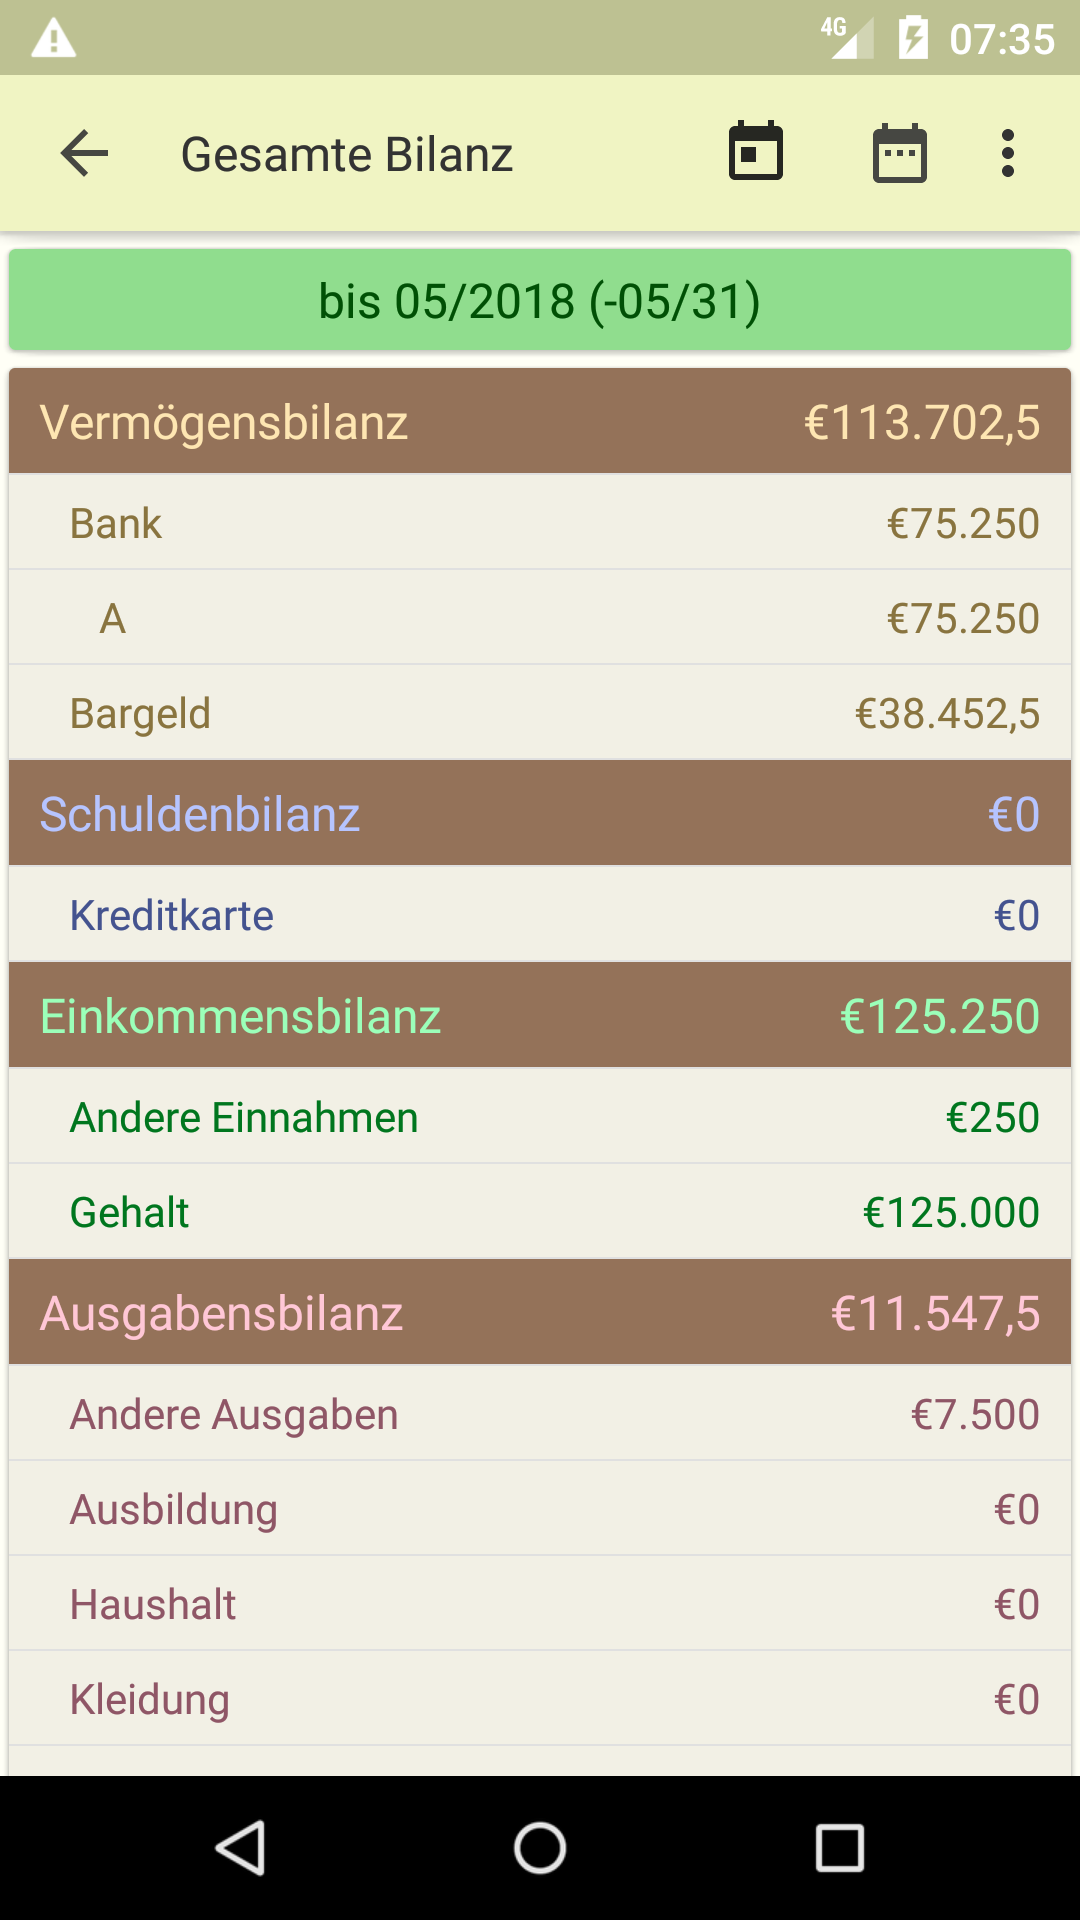 4G 07:35
Gesamte Bilanz
bis 05/2018 (-05/31)
Vermögensbilanz €113.702,5
Bank €75.250
A €75.250
Bargeld €38.452,5
Schuldenbilanz €0
Kreditkarte €0
Einkommensbilanz €125.250
Andere Einnahmen €250
Gehalt €125.000
Ausgabensbilanz €11.547,5
Andere Ausgaben €7.500
Ausbildung €0
Haushalt €0
Kleidung €0